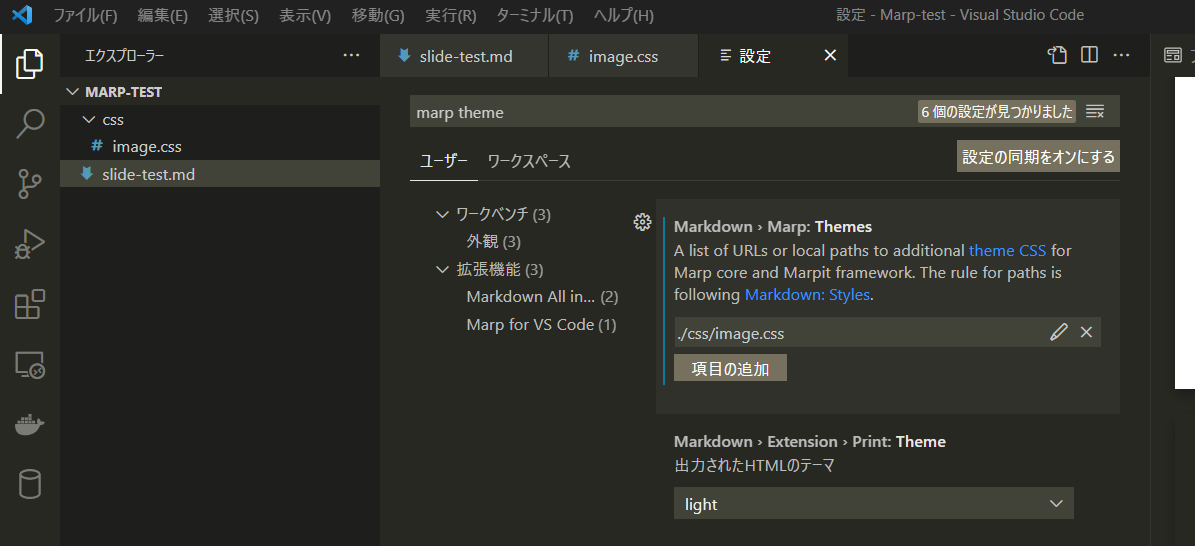 ファイル(F) 編集(E) 選択(S) 表示(V) 移動(G) 実行(R) ターミナル(T) ヘルプ(H) 設定 - Marp-test - Visual Studio Code
エクスプローラー
slide-test.md
# image.css
設定
MARP-TEST
css
# image.css
slide-test.md
marp theme
6 個の設定が見つかりました
ユーザー ワークスペース
設定の同期をオンにする
ワークベンチ (3)
外観 (3)
拡張機能 (3)
Markdown All in... (2)
Marp for VS Code (1)
Markdown › Marp: Themes
A list of URLs or local paths to additional theme CSS for
Marp core and Marpit framework. The rule for paths is
following Markdown: Styles.
./css/image.css
項目の追加
Markdown › Extension › Print: Theme
出力されたHTMLのテーマ
light